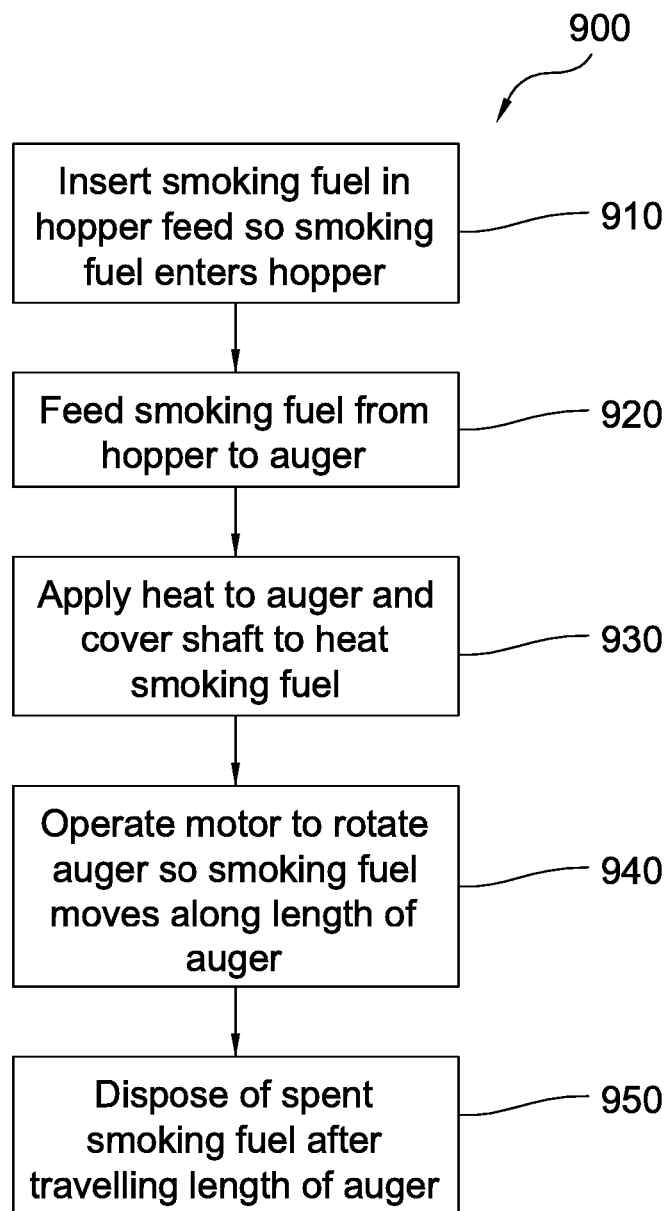 900
Insert smoking fuel in
hopper feed so smoking
fuel enters hopper
910
Feed smoking fuel from
hopper to auger
920
Apply heat to auger and
cover shaft to heat
smoking fuel
930
Operate motor to rotate
auger so smoking fuel
moves along length of
auger
940
Dispose of spent
smoking fuel after
travelling length of auger
950